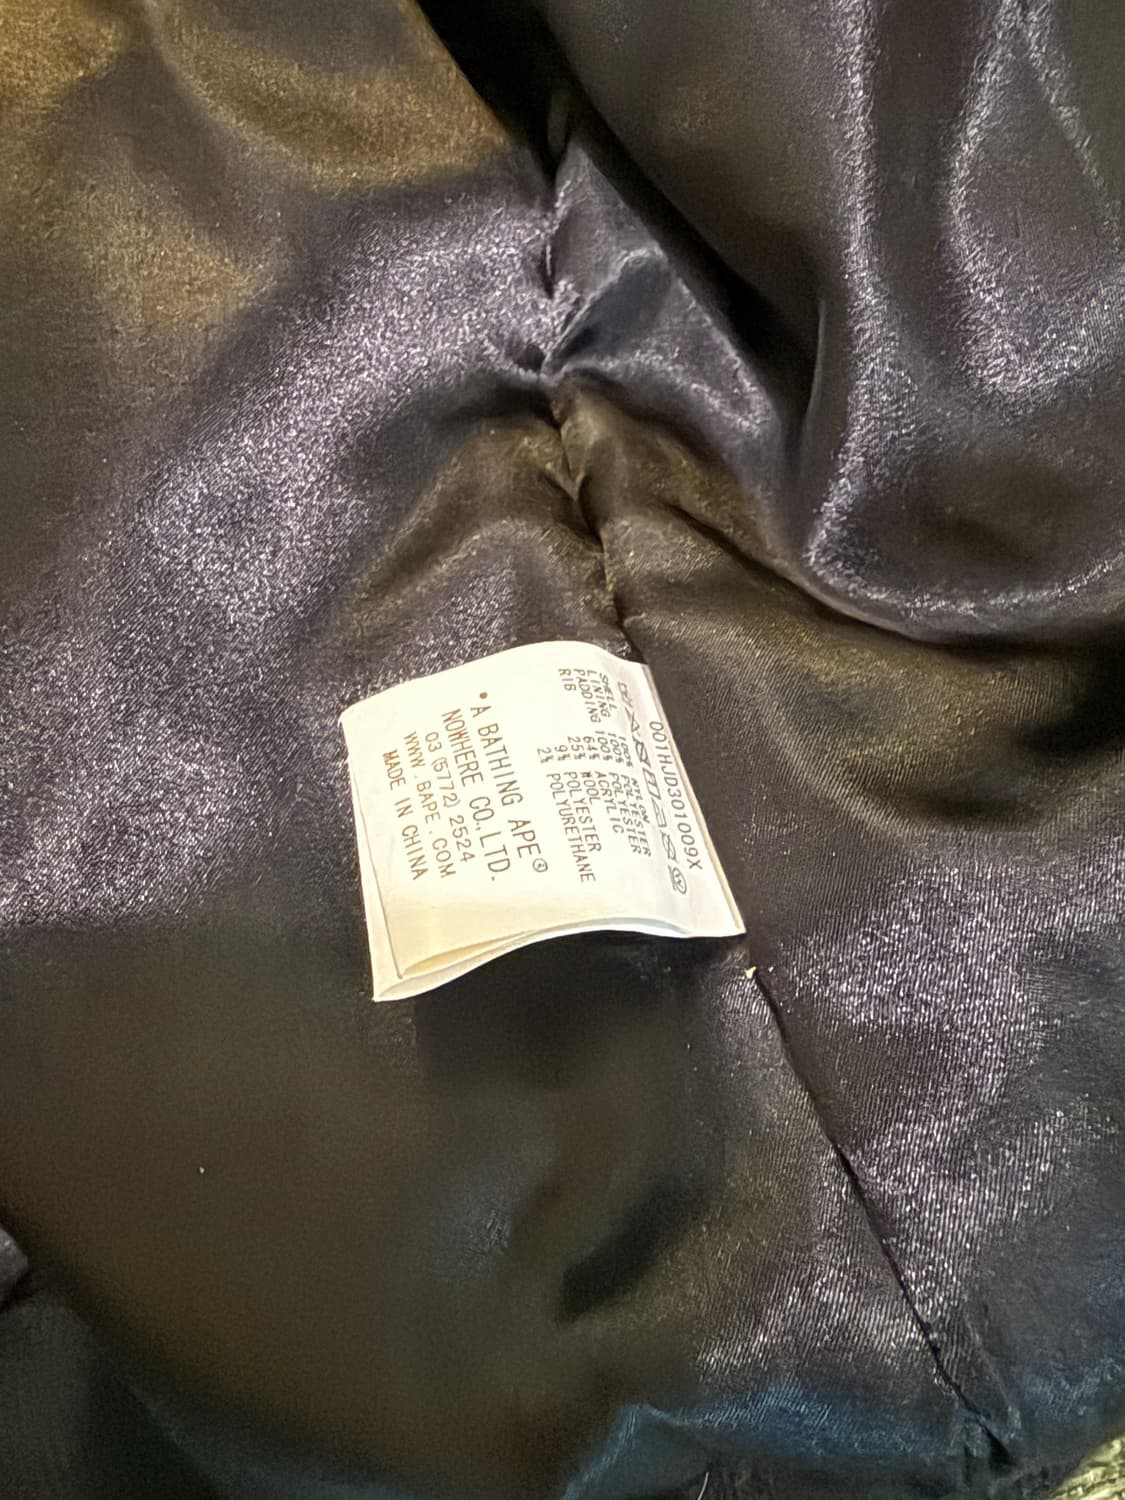 001HJD301009X
SHELL 100% POLYESTER
LINING 100% POLYESTER
PADDING 100% POLYESTER
RIB 64% ACRYLIC
25% WOOL
9% POLYESTER
2% POLYURETHANE
*A BATHING APE®
NOWHERE CO.,LTD.
03 (5772) 2524
WWW.BAPE.COM
MADE IN CHINA